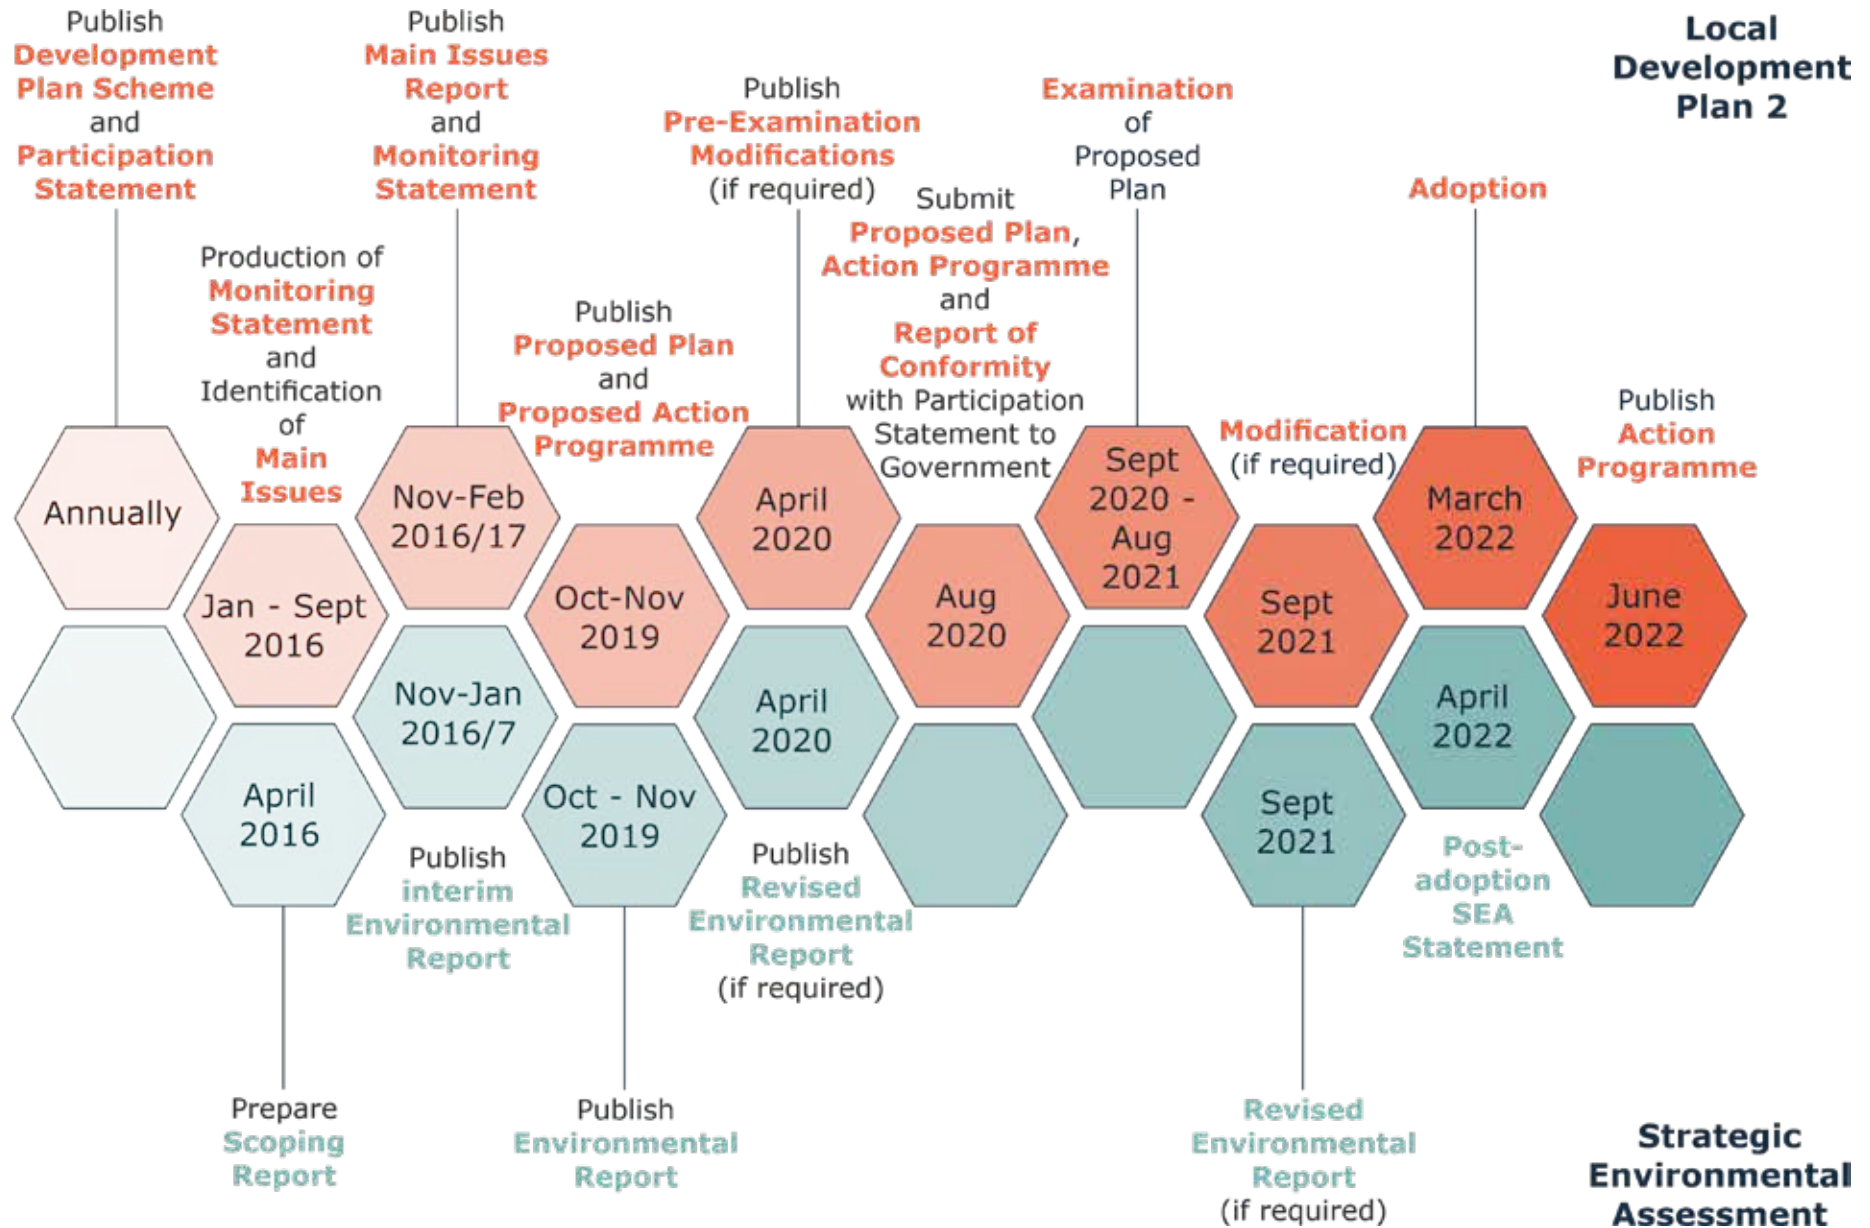 Local
Development
Plan 2
Publish
Development
Plan Scheme
and
Participation
Statement
Annually
Production of
Monitoring
Statement
and
Identification
of
Main
Issues
Jan - Sept
2016
Publish
Main Issues
Report
and
Monitoring
Statement
Nov-Feb
2016/17
Publish
Proposed Plan
and
Proposed Action
Programme
Oct-Nov
2019
Publish
Pre-Examination
Modifications
(if required)
April
2020
Submit
Proposed Plan,
Action Programme
and
Report of
Conformity
with Participation
Statement to
Government
Aug
2020
Examination
of
Proposed
Plan
Sept
2020 -
Aug
2021
Modification
(if required)
Sept
2021
Adoption
March
2022
Publish
Action
Programme
June
2022
April
2016
Prepare
Scoping
Report
Nov-Jan
2016/7
Publish
interim
Environmental
Report
Oct - Nov
2019
Publish
Environmental
Report
April
2020
Publish
Revised
Environmental
Report
(if required)
Sept
2021
Revised
Environmental
Report
(if required)
April
2022
Post-
adoption
SEA
Statement
Strategic
Environmental
Assessment